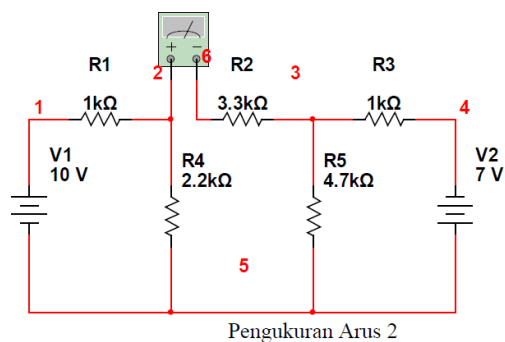 + −
2 6
R1 R2 3 R3
1 1kΩ 3.3kΩ 1kΩ 4
V1
10 V
R4
2.2kΩ
R5
4.7kΩ
V2
7 V
5
Pengukuran Arus 2